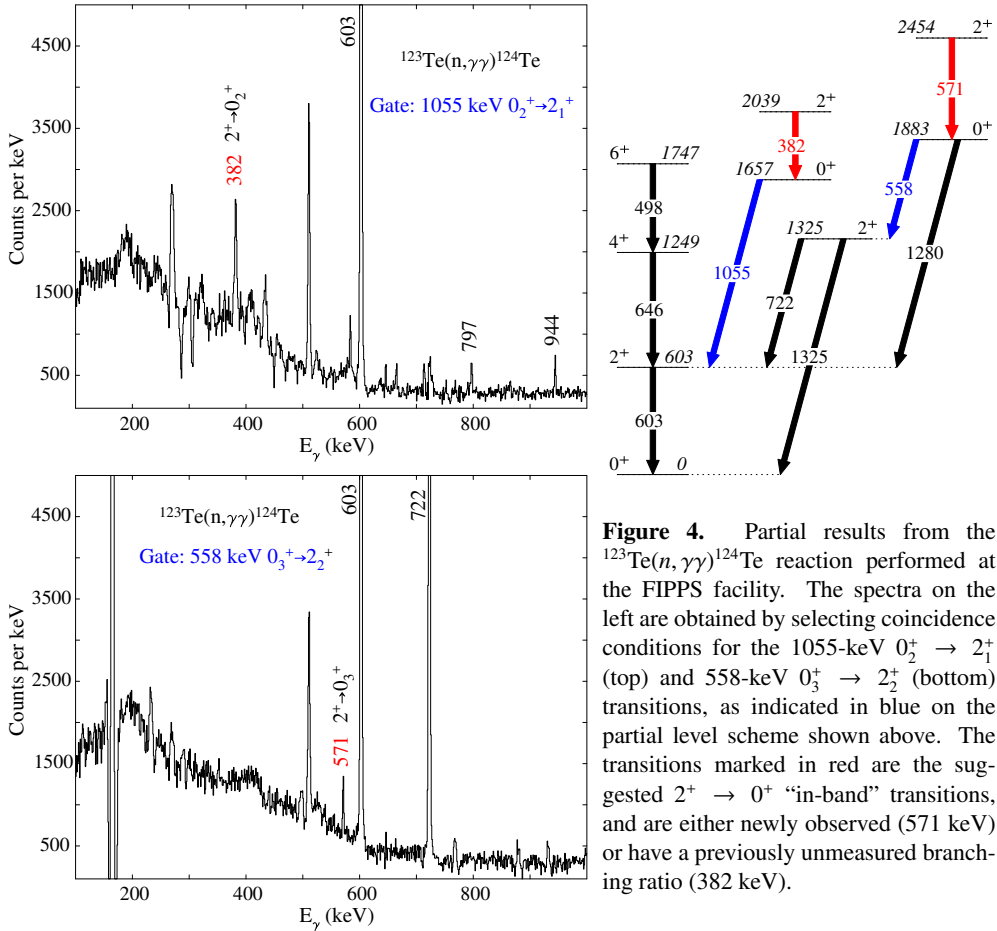 4500
3500
2500
1500
500
Counts per keV
603
¹²³Te(n,γγ)¹²⁴Te
Gate: 1055 keV 0₂⁺→2₁⁺
382 2⁺→0₂⁺
797
944
200
400
600
800
E_γ (keV)
4500
3500
2500
1500
500
Counts per keV
603
722
¹²³Te(n,γγ)¹²⁴Te
Gate: 558 keV 0₃⁺→2₂⁺
571 2⁺→0₃⁺
200
400
600
800
E_γ (keV)
2454 2⁺
571
2039 2⁺
1883 0⁺
382
6⁺ 1747
1657 0⁺
558
498
1325 2⁺
4⁺ 1249
1280
1055
722
646
2⁺ 603
1325
603
0⁺ 0
Figure 4. Partial results from the
¹²³Te(n, γγ)¹²⁴Te reaction performed at
the FIPPS facility. The spectra on the
left are obtained by selecting coincidence
conditions for the 1055-keV 0₂⁺ → 2₁⁺
(top) and 558-keV 0₃⁺ → 2₂⁺ (bottom)
transitions, as indicated in blue on the
partial level scheme shown above. The
transitions marked in red are the sug-
gested 2⁺ → 0⁺ “in-band” transitions,
and are either newly observed (571 keV)
or have a previously unmeasured branch-
ing ratio (382 keV).